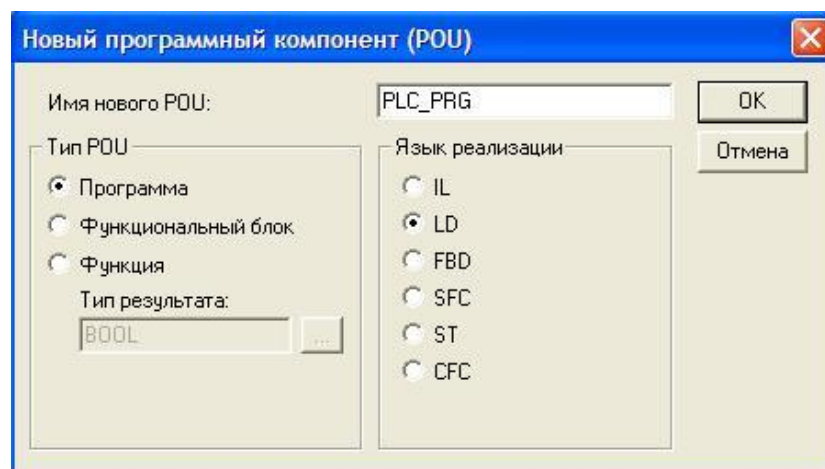 Новый программный компонент (POU)
Имя нового POU: PLC_PRG OK
Тип POU Язык реализации Отмена
Программа IL
Функциональный блок LD
Функция FBD
Тип результата: SFC
BOOL ... ST
CFC